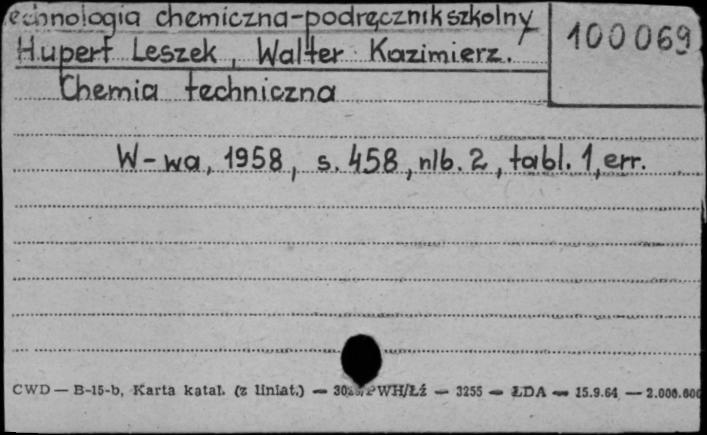 technologia chemiczna-podręcznik szkolny
100069
Hupert Leszek, Walter Kazimierz.
Chemia techniczna
W-wa, 1958, s. 458, nlb. 2, tabl. 1, err.
CWD — B-15-b, Karta katal. (z liniat.) — PWH/Łź — 3255 — ŁDA — 15.9.64 — 2.000.000